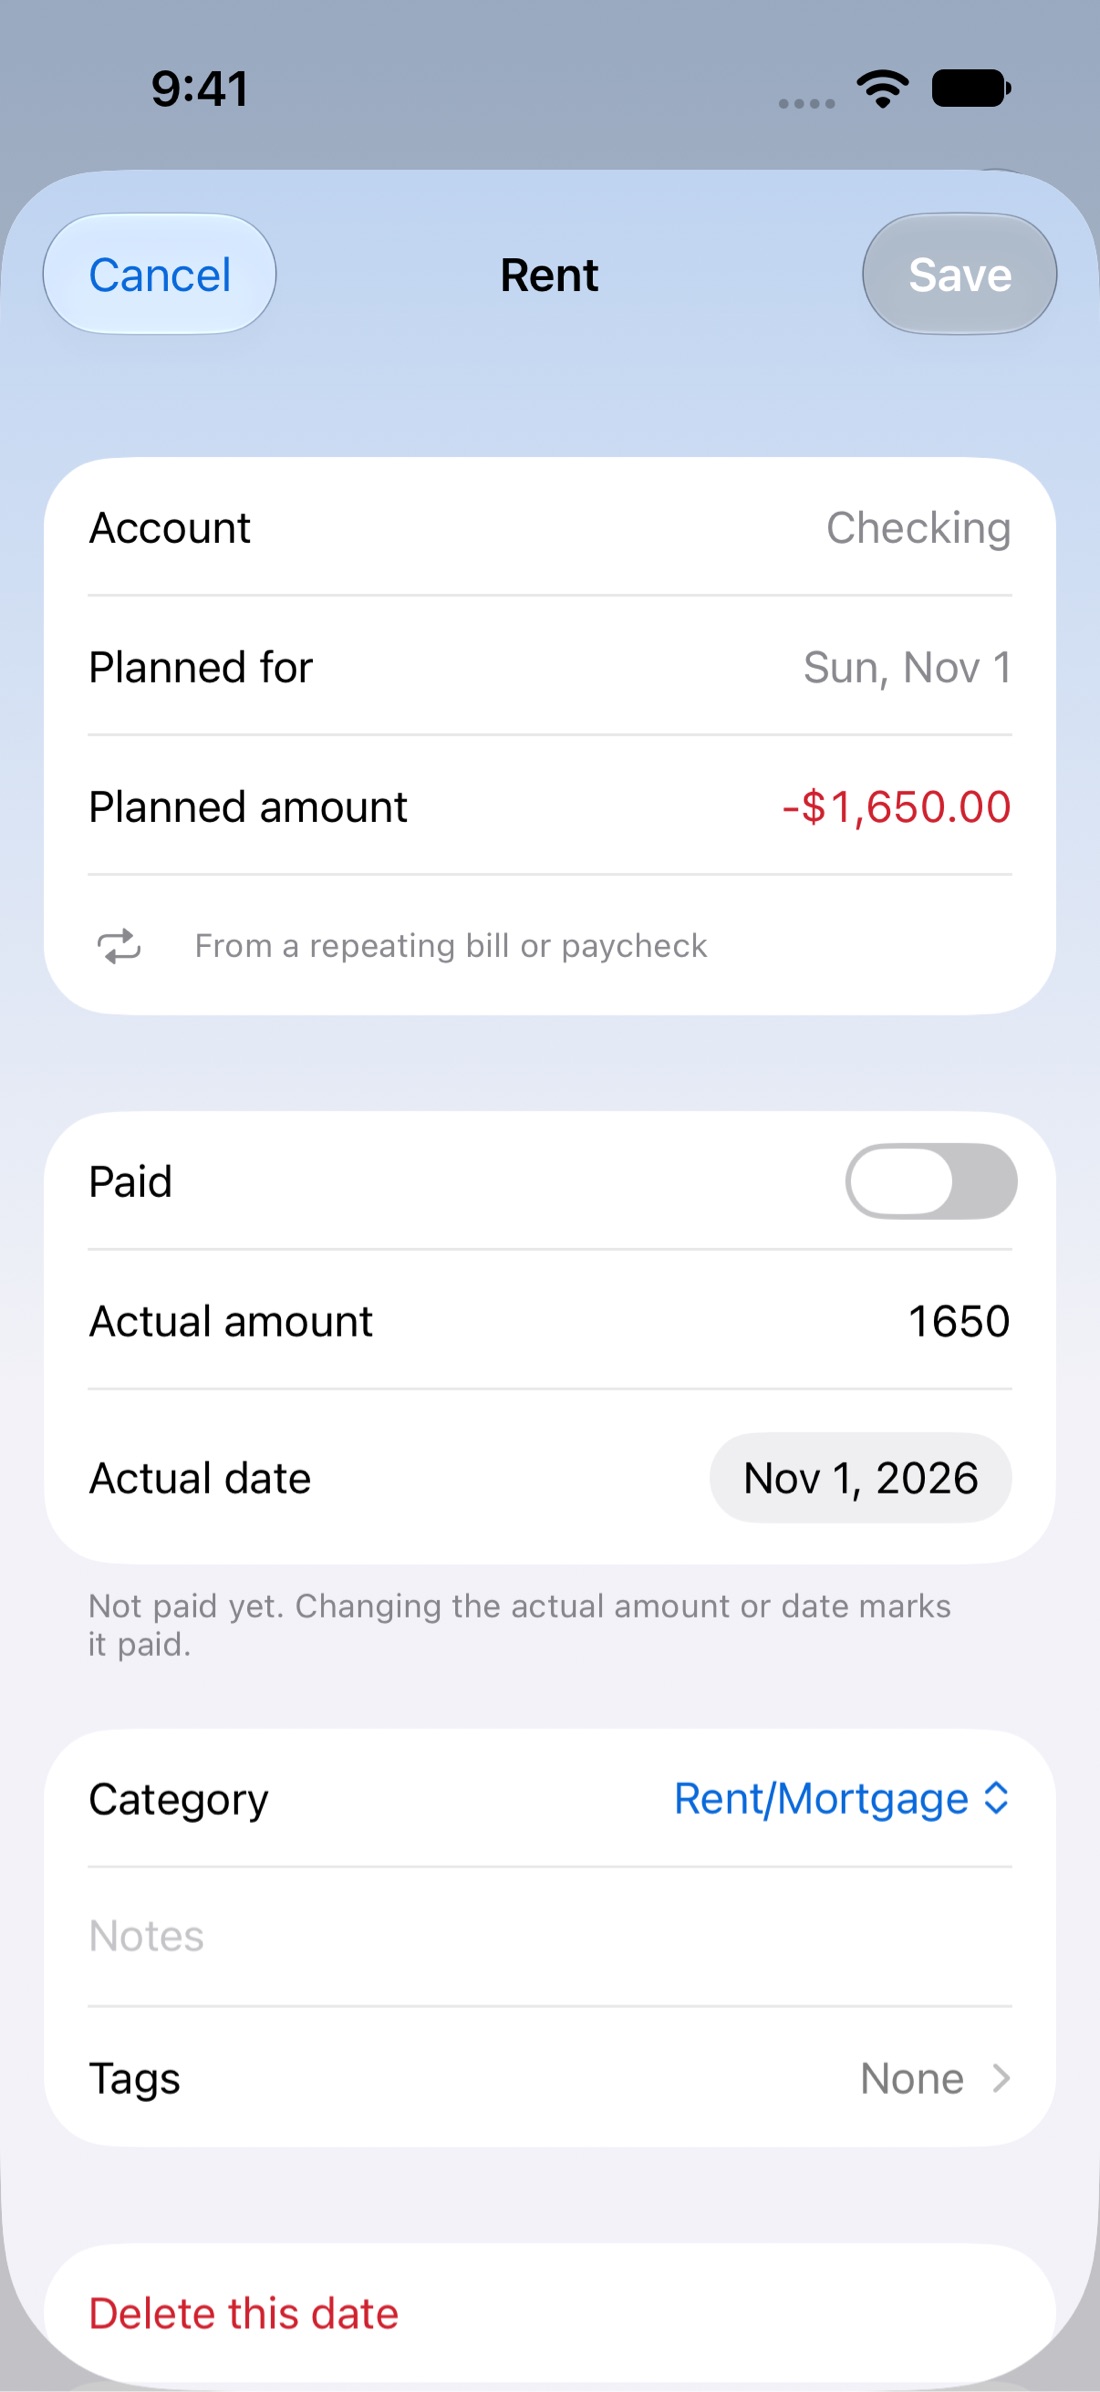 9:41
Cancel
Rent
Save
Account
Checking
Planned for
Sun, Nov 1
Planned amount
-$1,650.00
From a repeating bill or paycheck
Paid
Actual amount
1650
Actual date
Nov 1, 2026
Not paid yet. Changing the actual amount or date marks
it paid.
Category
Rent/Mortgage
Notes
Tags
None
Delete this date